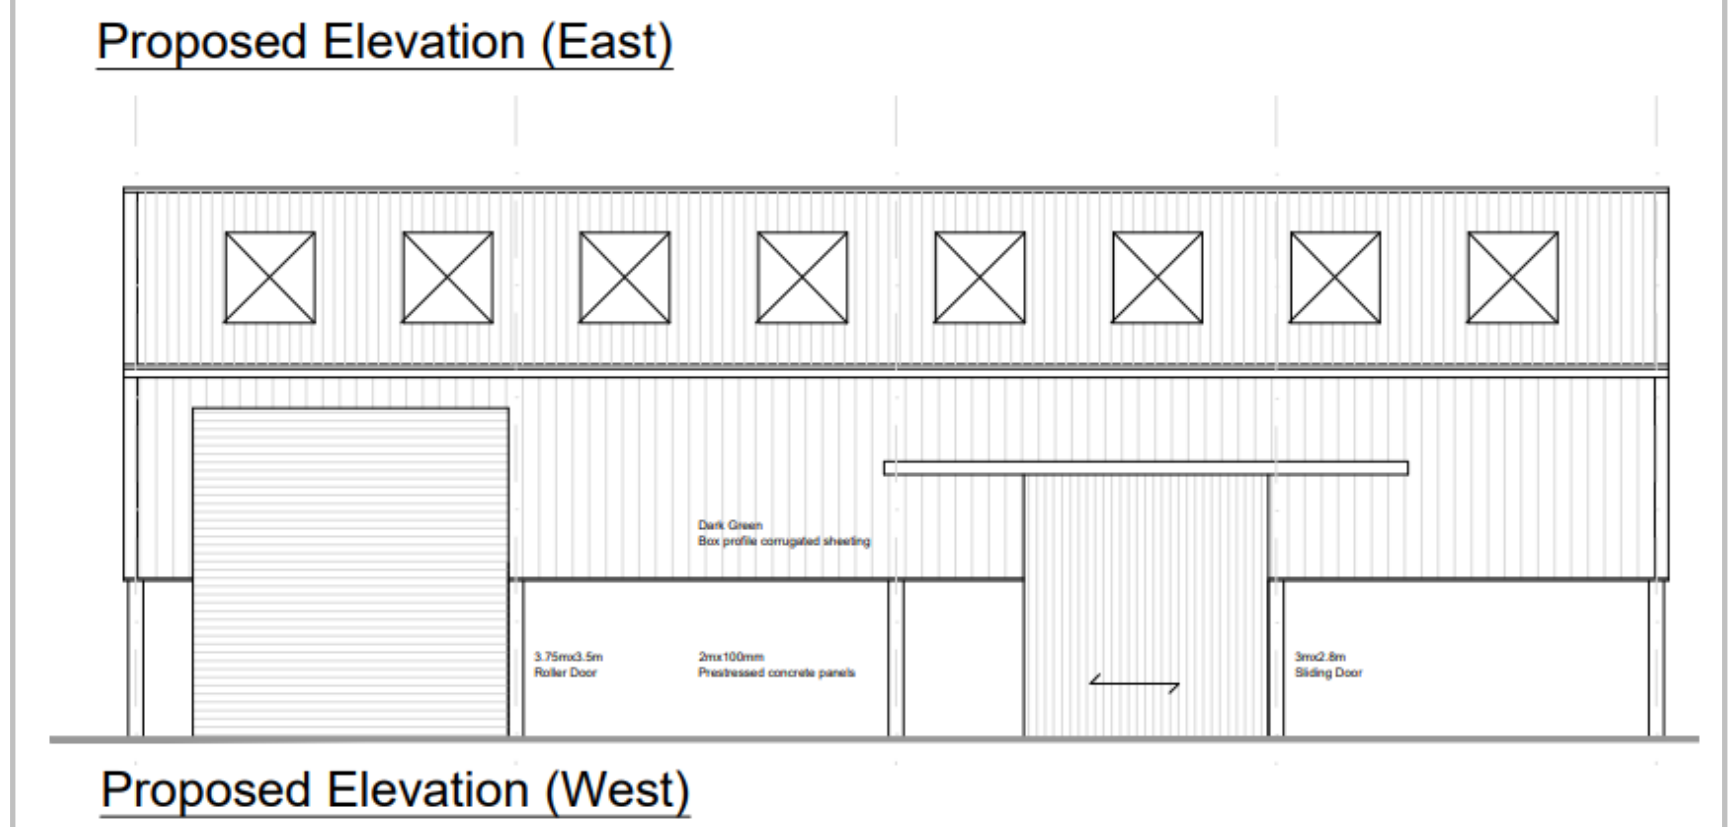 Proposed Elevation (East)
Dark Green
Box profile corrugated sheeting
3.75mx3.5m
Roller Door
2mx100mm
Prestressed concrete panels
3mx2.8m
Sliding Door
Proposed Elevation (West)